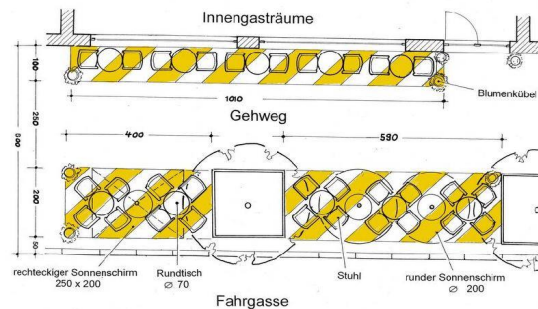 Innengasträume
100
1010
Blumenkübel
250
Gehweg
400
590
200
50
rechteckiger Sonnenschirm
250 x 200
Rundtisch
Ø 70
Stuhl
runder Sonnenschirm
Ø 200
Fahrgasse